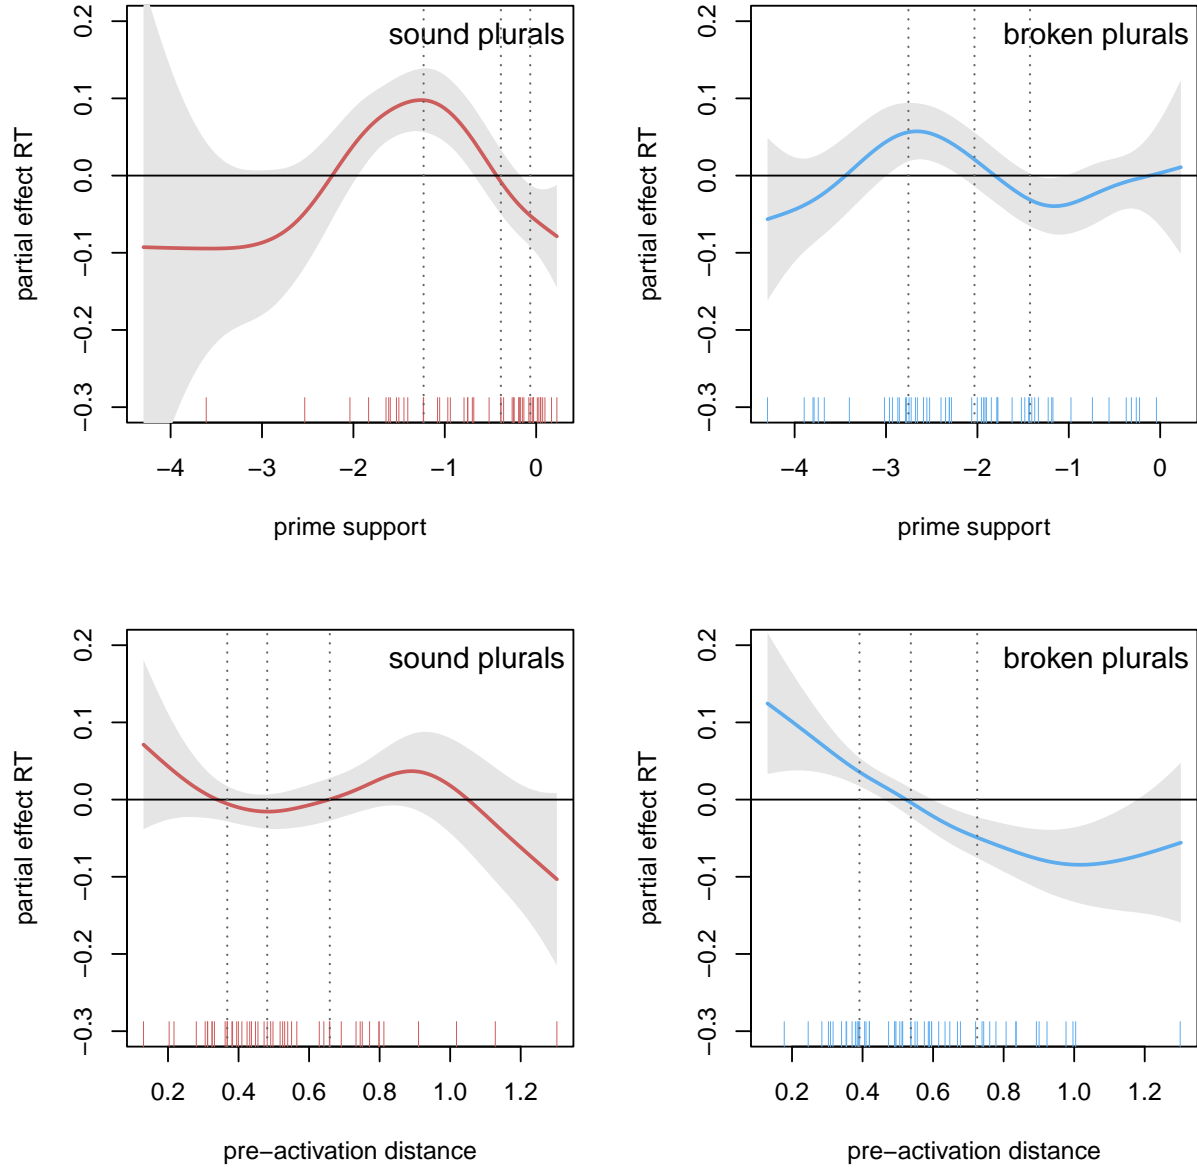 sound plurals
partial effect RT
0.2
0.1
0.0
−0.1
−0.2
−0.3
−4 −3 −2 −1 0
prime support
broken plurals
partial effect RT
0.2
0.1
0.0
−0.1
−0.2
−0.3
−4 −3 −2 −1 0
prime support
sound plurals
partial effect RT
0.2
0.1
0.0
−0.1
−0.2
−0.3
0.2 0.4 0.6 0.8 1.0 1.2
pre−activation distance
broken plurals
partial effect RT
0.2
0.1
0.0
−0.1
−0.2
−0.3
0.2 0.4 0.6 0.8 1.0 1.2
pre−activation distance